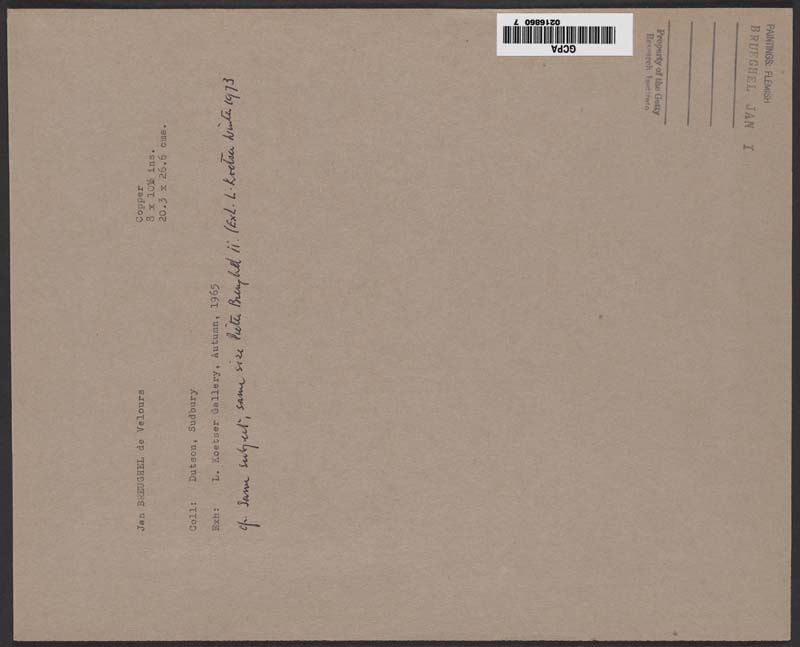 Jan BREUGHEL de Velours
Copper
8 x 10½ ins.
20.3 x 26.6 cms.
Coll: Dutson, Sudbury
Exh: L. Koetser Gallery, Autumn, 1965
cf. same subject, same size Pieter Breughel ii. (Exh. L. Koetser Winter 1973
GCPA
0216860 7
PAINTINGS: FLEMISH
BRUEGHEL JAN I
Property of the Getty
Research Institute